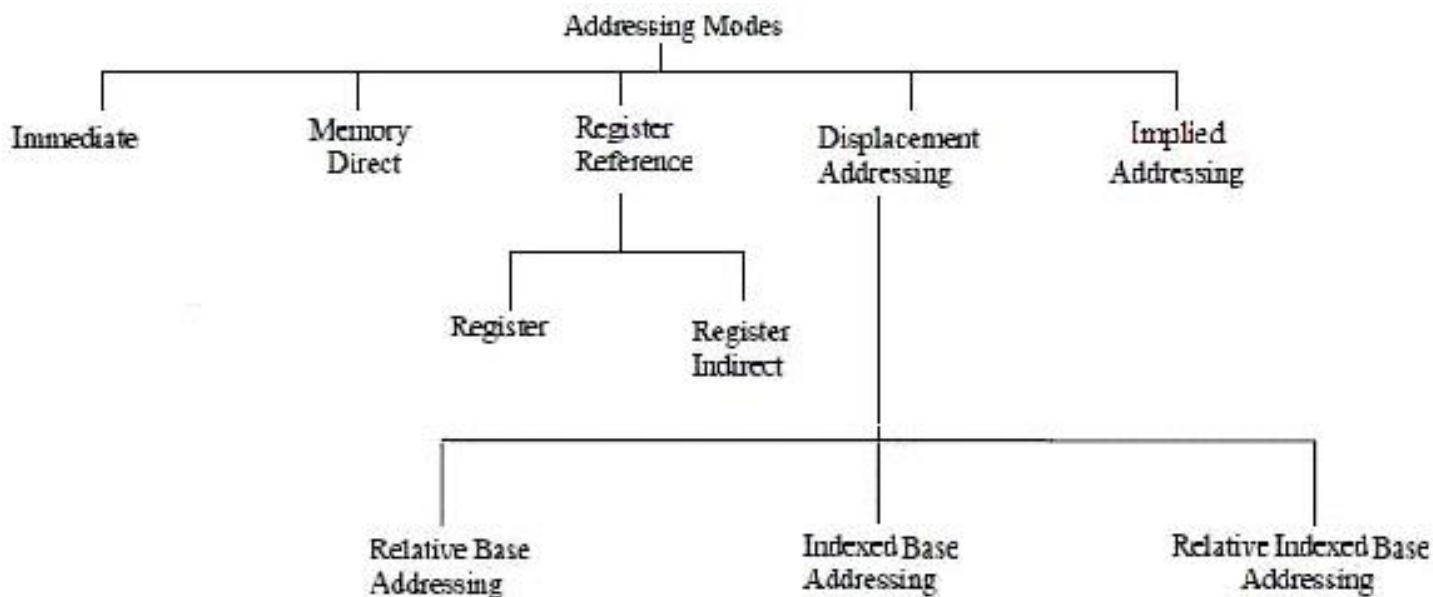 Addressing Modes
Immediate
Memory
Direct
Register
Reference
Displacement
Addressing
Implied
Addressing
Register
Register
Indirect
Relative Base
Addressing
Indexed Base
Addressing
Relative Indexed Base
Addressing